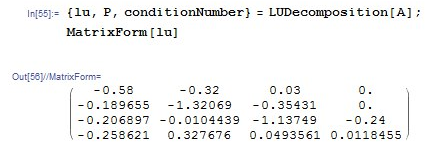 In[55]:= {lu, P, conditionNumber} = LUDecomposition[A];
MatrixForm[lu]
Out[56]//MatrixForm=
-0.58 -0.32 0.03 0.
-0.189655 -1.32069 -0.35431 0.
-0.206897 -0.0104439 -1.13749 -0.24
-0.258621 0.327676 0.0493561 0.0118455